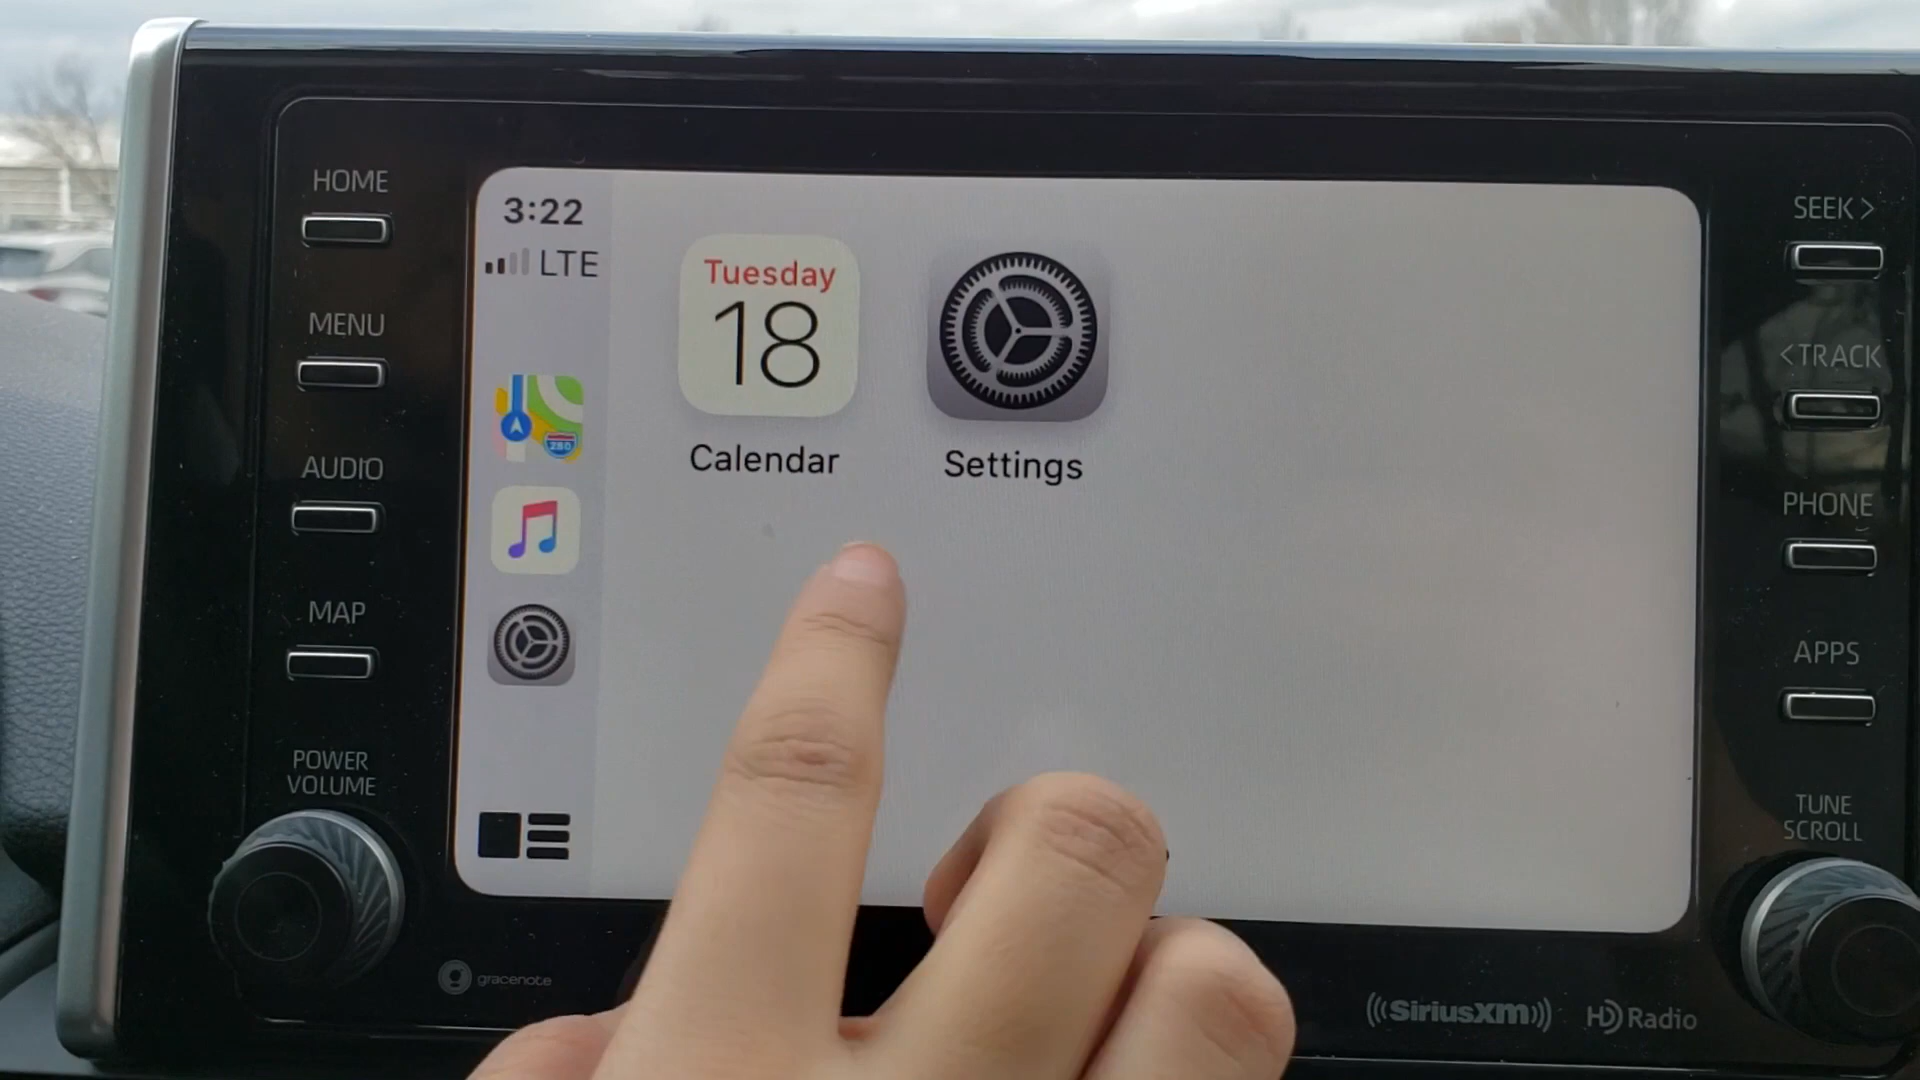 HOME
MENU
AUDIO
MAP
POWER
VOLUME
3:22
LTE
280
Tuesday
18
Calendar
Settings
SEEK >
< TRACK
PHONE
APPS
TUNE
SCROLL
gracenote
((SiriusXM))
HD Radio